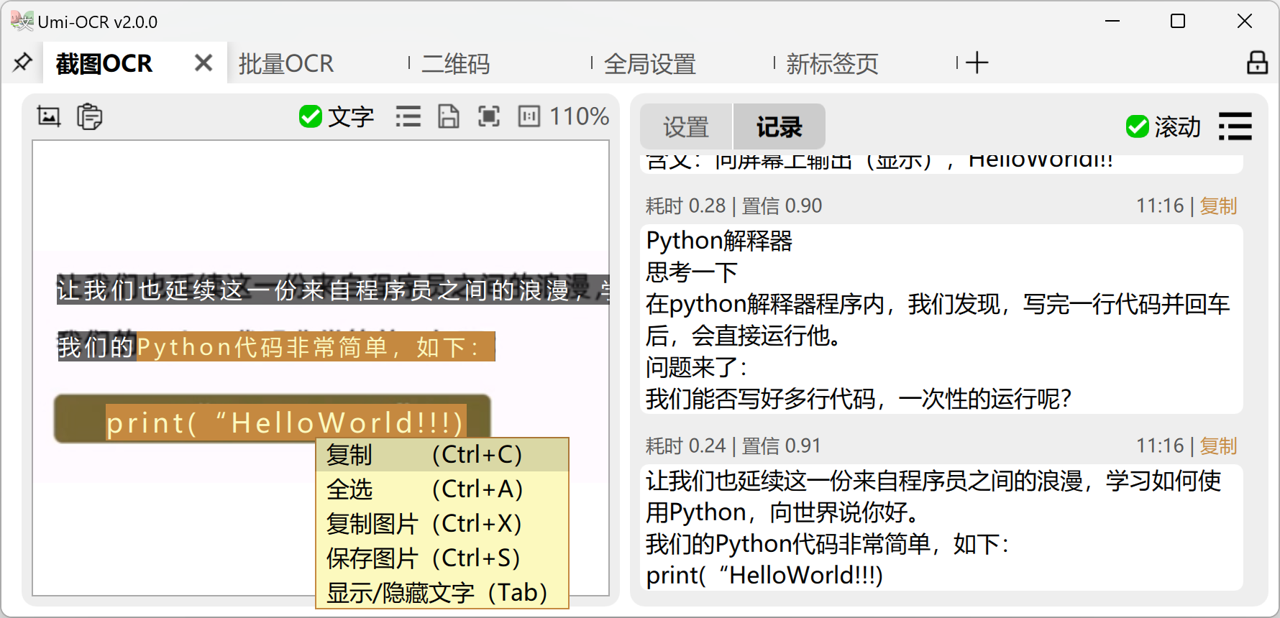 Umi-OCR v2.0.0
截图OCR
批量OCR
二维码
全局设置
新标签页
文字
110%
让我们也延续这一份来自程序员之间的浪漫，学
我们的Python代码非常简单，如下：
print(“HelloWorld!!!)
复制 (Ctrl+C)
全选 (Ctrl+A)
复制图片 (Ctrl+X)
保存图片 (Ctrl+S)
显示/隐藏文字 (Tab)
设置
记录
滚动
含义：向屏幕上输出（显示），HelloWorld!!
耗时 0.28 | 置信 0.90
11:16 | 复制
Python解释器
思考一下
在python解释器程序内，我们发现，写完一行代码并回车
后，会直接运行他。
问题来了：
我们能否写好多行代码，一次性的运行呢？
耗时 0.24 | 置信 0.91
11:16 | 复制
让我们也延续这一份来自程序员之间的浪漫，学习如何使
用Python，向世界说你好。
我们的Python代码非常简单，如下：
print(“HelloWorld!!!)